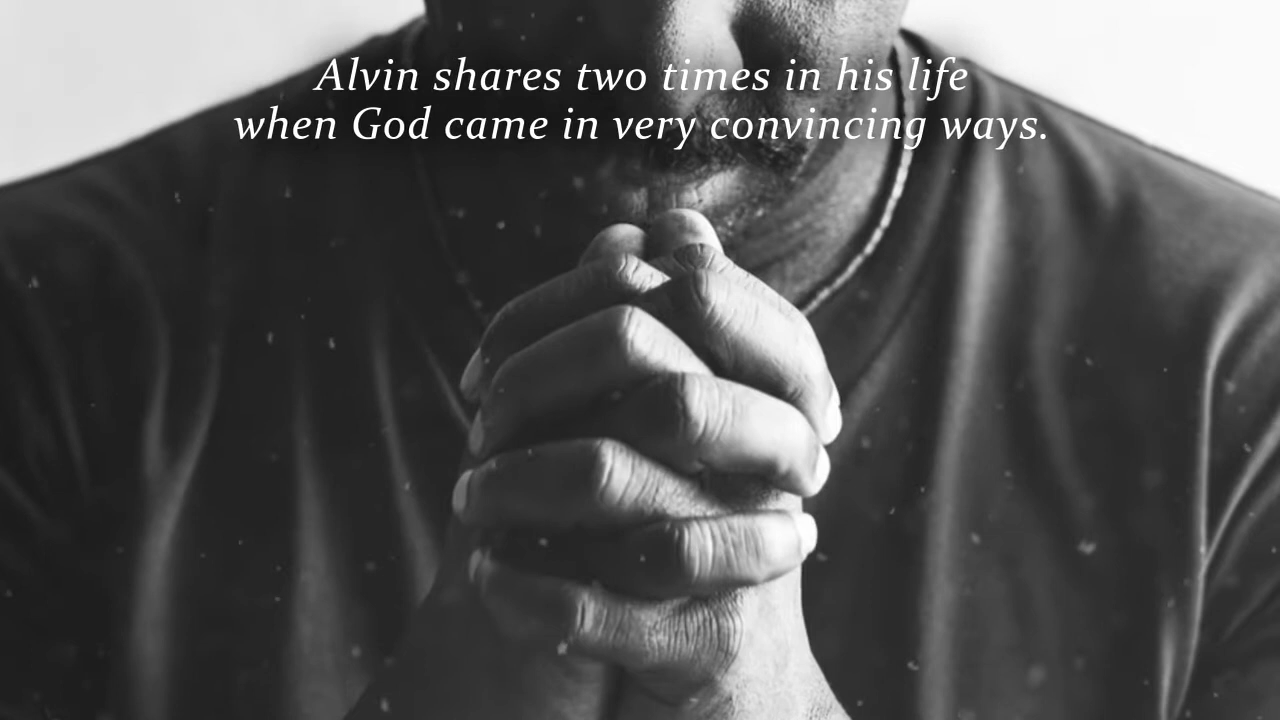 Alvin shares two times in his life
when God came in very convincing ways.